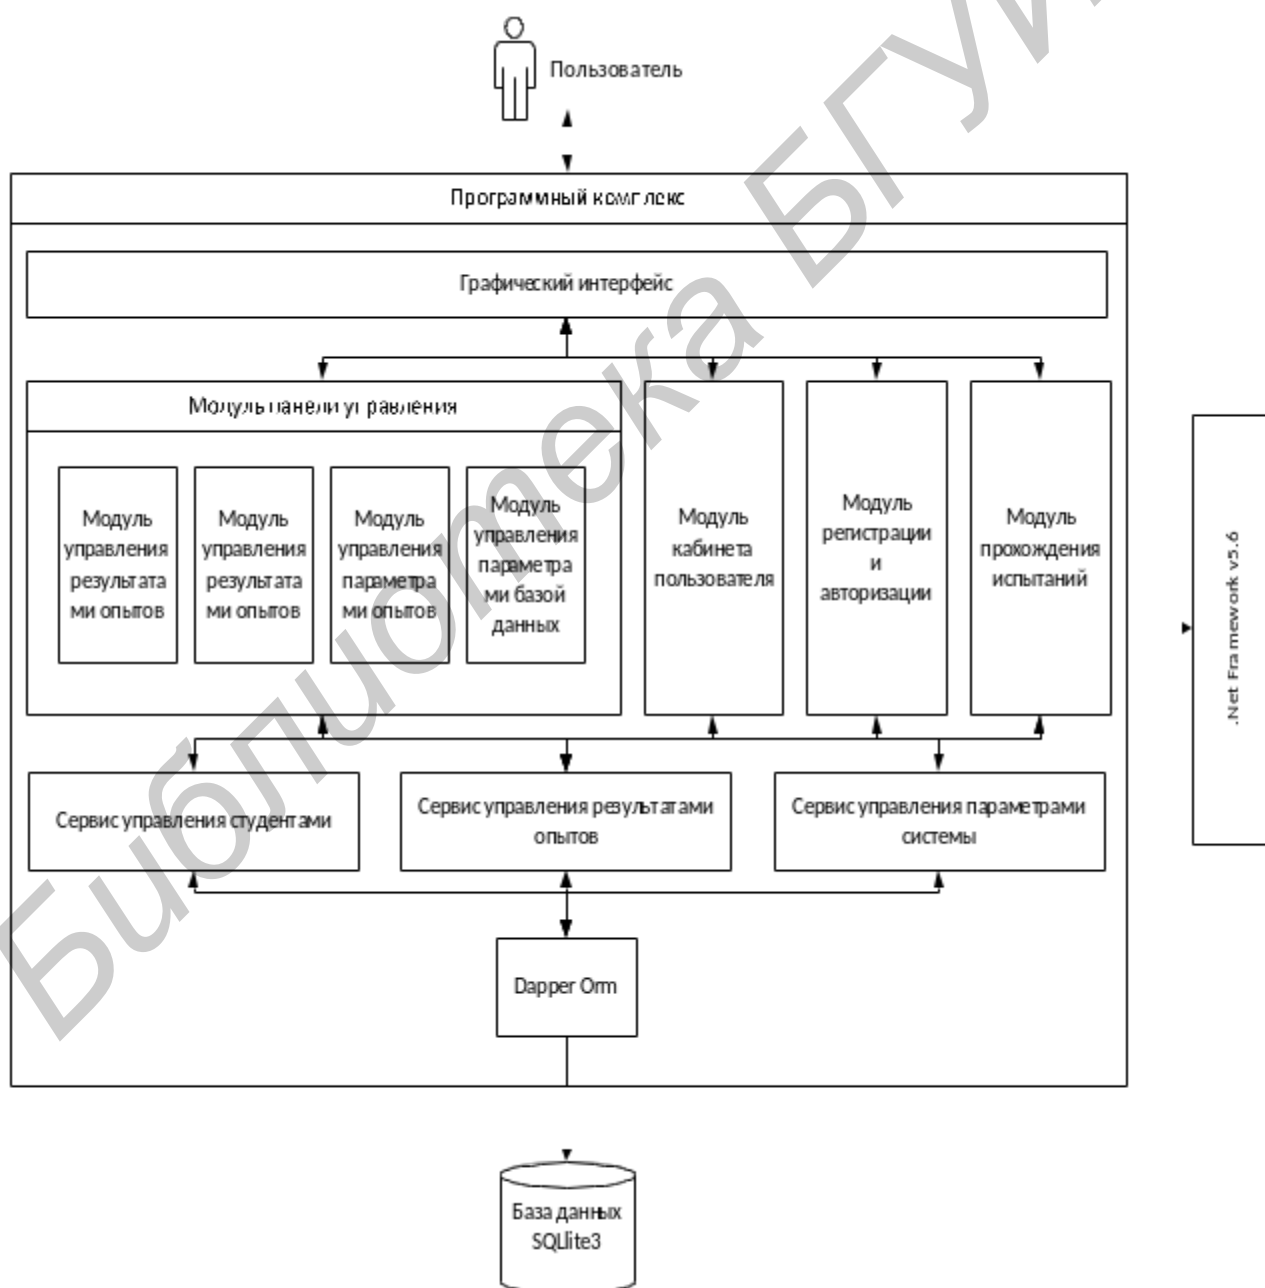 Пользователь
Программный комплекс
Графический интерфейс
Модуль панели управления
Модуль
управления
результата
ми опытов
Модуль
управления
результата
ми опытов
Модуль
управления
параметра
ми опытов
Модуль
управления
параметра
ми базой
данных
Модуль
кабинета
пользователя
Модуль
регистрации
и
авторизации
Модуль
прохождения
испытаний
.Net Framework v5.6
Сервис управления студентами
Сервис управления результатами
опытов
Сервис управления параметрами
системы
Dapper Orm
База данных
SQLlite3
Библиотека